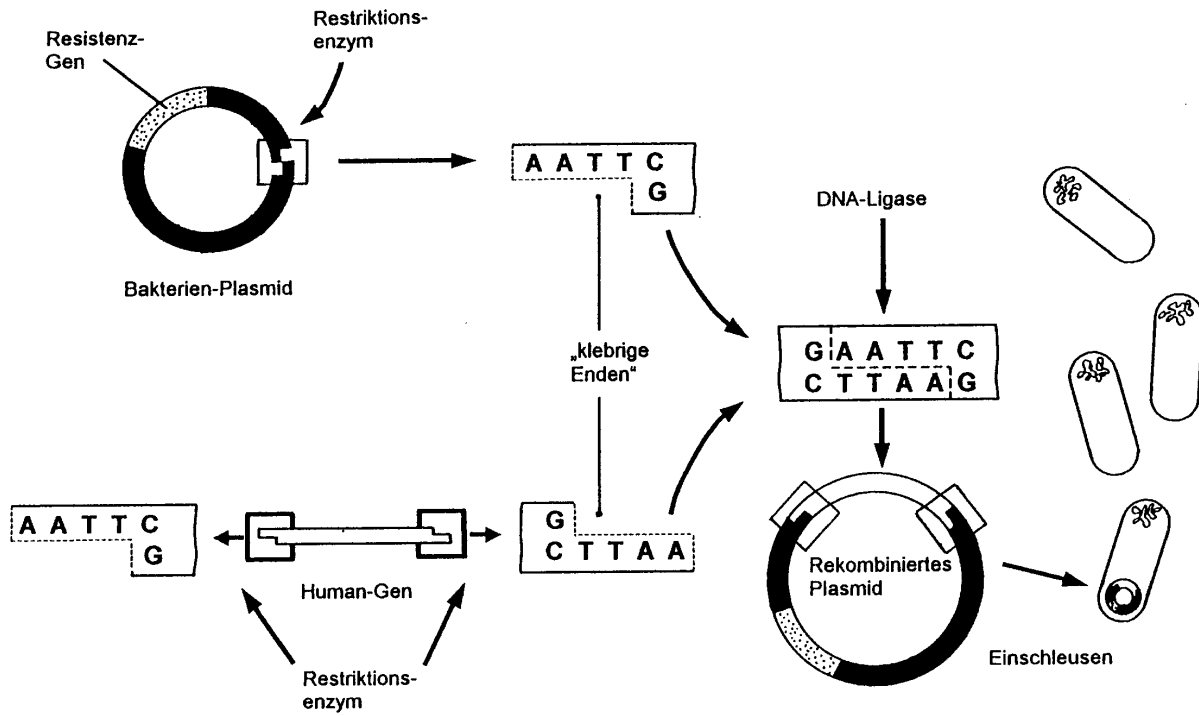 Restriktions-
enzym
Resistenz-
Gen
Bakterien-Plasmid
A A T T C
G
DNA-Ligase
„klebrige
Enden“
G A A T T C
C T T A A G
A A T T C
G
Human-Gen
G
C T T A A
Restriktions-
enzym
Rekombiniertes
Plasmid
Einschleusen